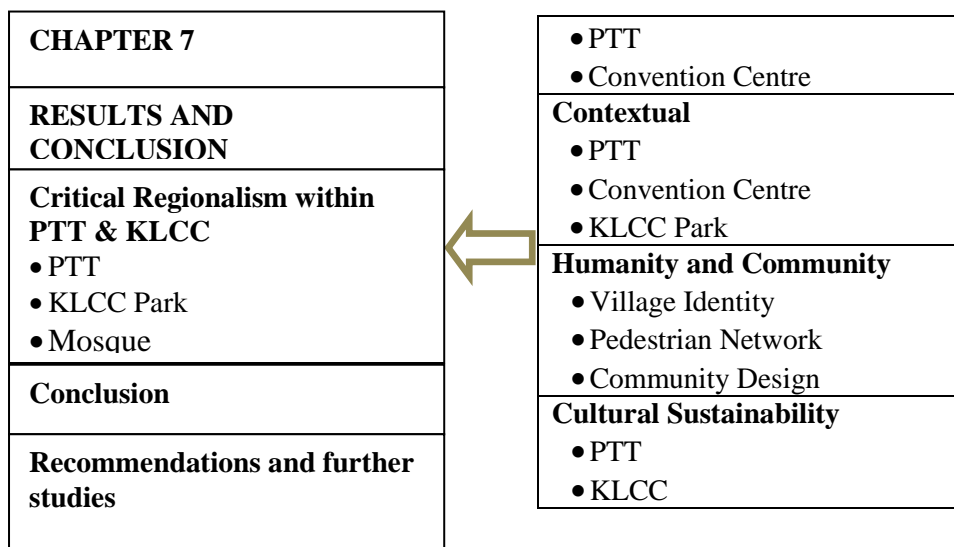 CHAPTER 7
RESULTS AND
CONCLUSION
Critical Regionalism within
PTT & KLCC
• PTT
• KLCC Park
• Mosque
Conclusion
Recommendations and further
studies
• PTT
• Convention Centre
Contextual
• PTT
• Convention Centre
• KLCC Park
Humanity and Community
• Village Identity
• Pedestrian Network
• Community Design
Cultural Sustainability
• PTT
• KLCC